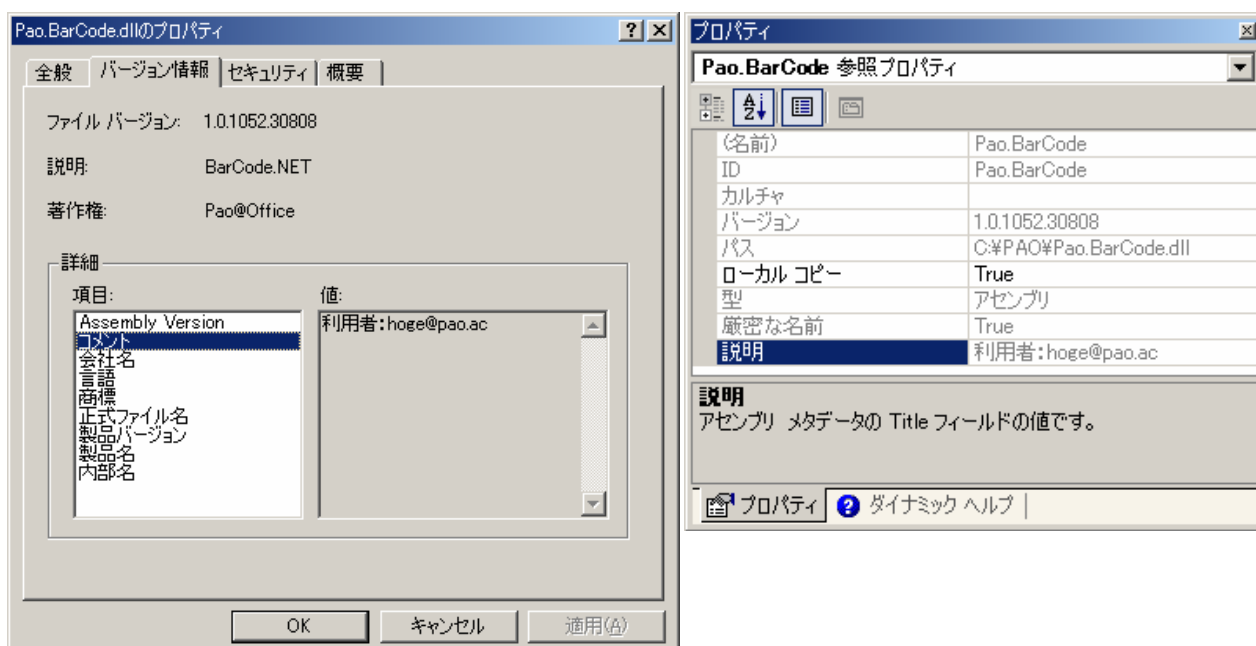 Pao.BarCode.dllのプロパティ
全般 バージョン情報 セキュリティ 概要
ファイル バージョン: 1.0.1052.30808
説明: BarCode.NET
著作権: Pao@Office
詳細
項目: 値:
Assembly Version 利用者:hoge@pao.ac
コメント
会社名
言語
商標
正式ファイル名
製品バージョン
製品名
内部名
OK キャンセル 適用(A)
プロパティ
Pao.BarCode 参照プロパティ
(名前) Pao.BarCode
ID Pao.BarCode
カルチャ
バージョン 1.0.1052.30808
パス C:¥PAO¥Pao.BarCode.dll
ローカル コピー True
型 アセンブリ
厳密な名前 True
説明 利用者:hoge@pao.ac
説明
アセンブリ メタデータの Title フィールドの値です。
プロパティ ダイナミック ヘルプ